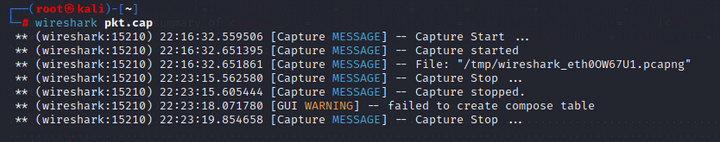 ┌──(root㉿kali)-[~]
└─# wireshark pkt.cap
** (wireshark:15210) 22:16:32.559506 [Capture MESSAGE] -- Capture Start ...
** (wireshark:15210) 22:16:32.651395 [Capture MESSAGE] -- Capture started
** (wireshark:15210) 22:16:32.651861 [Capture MESSAGE] -- File: "/tmp/wireshark_eth0OW67U1.pcapng"
** (wireshark:15210) 22:23:15.562580 [Capture MESSAGE] -- Capture Stop ...
** (wireshark:15210) 22:23:15.605444 [Capture MESSAGE] -- Capture stopped.
** (wireshark:15210) 22:23:18.071780 [GUI WARNING] -- failed to create compose table
** (wireshark:15210) 22:23:19.854658 [Capture MESSAGE] -- Capture Stop ...